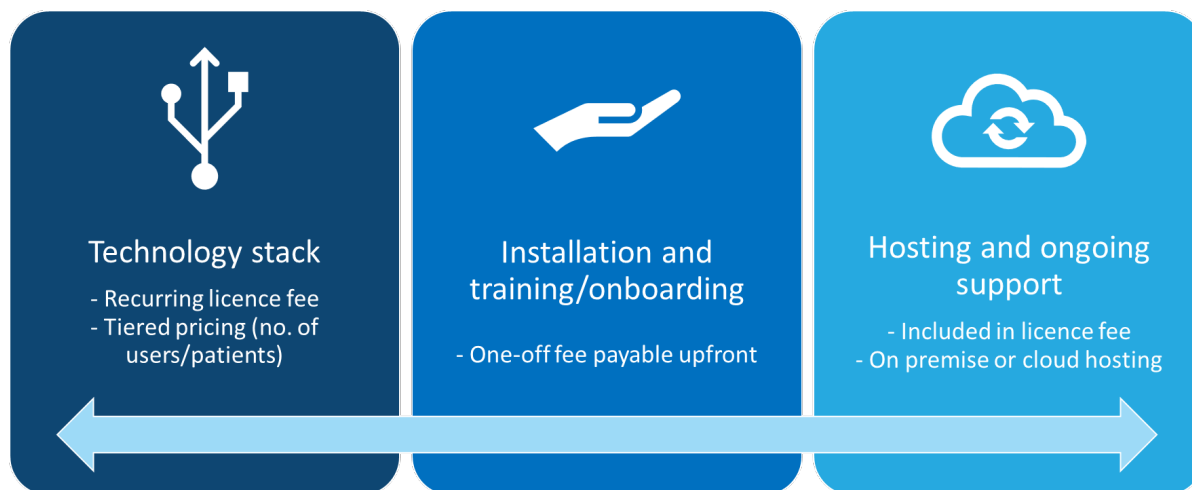 Technology stack
- Recurring licence fee
- Tiered pricing (no. of
users/patients)
Installation and
training/onboarding
- One-off fee payable upfront
Hosting and ongoing
support
- Included in licence fee
- On premise or cloud hosting